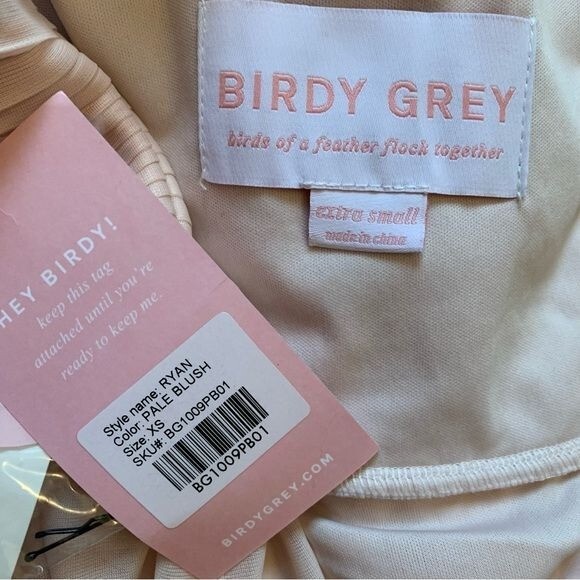 BIRDY GREY
birds of a feather flock together
extra small
made in china
HEY BIRDY!
keep this tag
attached until you're
ready to keep me.
Style name: RYAN
Color: PALE BLUSH
Size: XS
SKU#: BG1009PB01
BG1009PB01
BIRDYGREY.COM